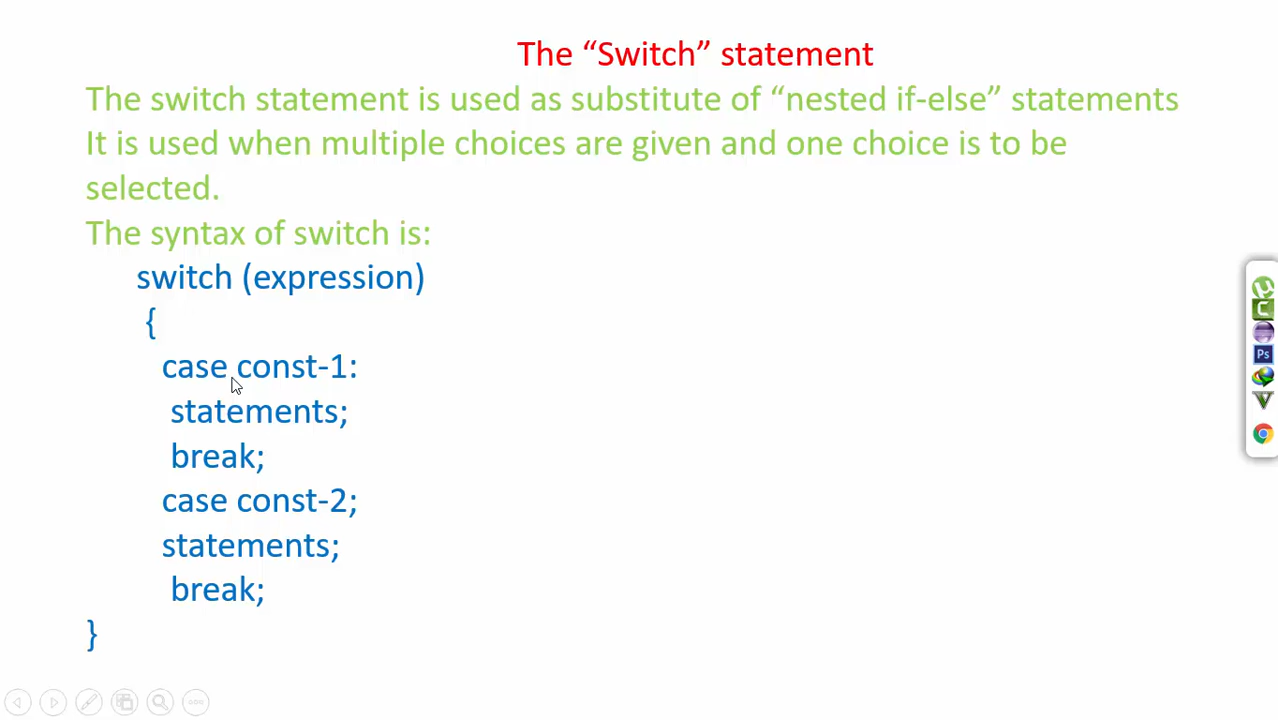 The “Switch” statement
The switch statement is used as substitute of “nested if-else” statements
It is used when multiple choices are given and one choice is to be
selected.
The syntax of switch is:
switch (expression)
{
case const-1:
statements;
break;
case const-2;
statements;
break;
}
Ps